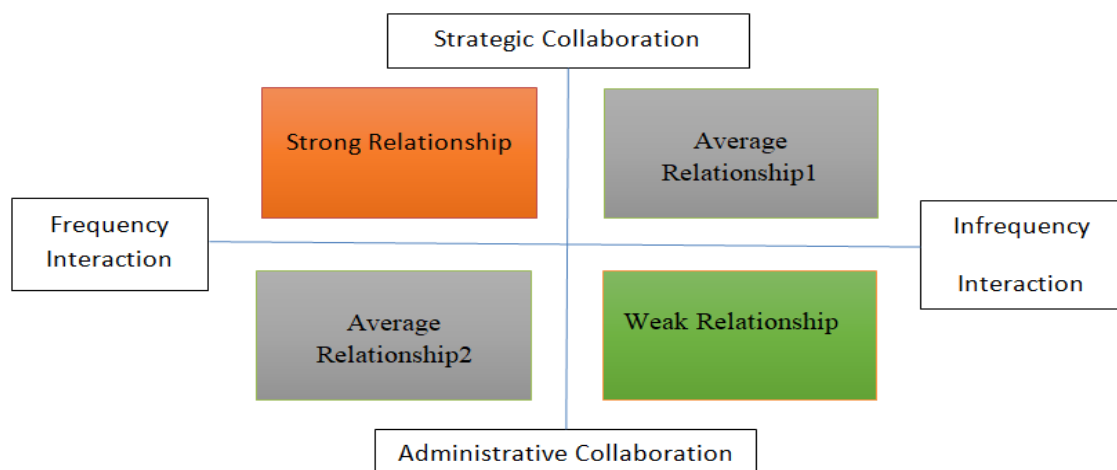 Strategic Collaboration
Strong Relationship
Average
Relationship1
Frequency
Interaction
Infrequency
Interaction
Average
Relationship2
Weak Relationship
Administrative Collaboration